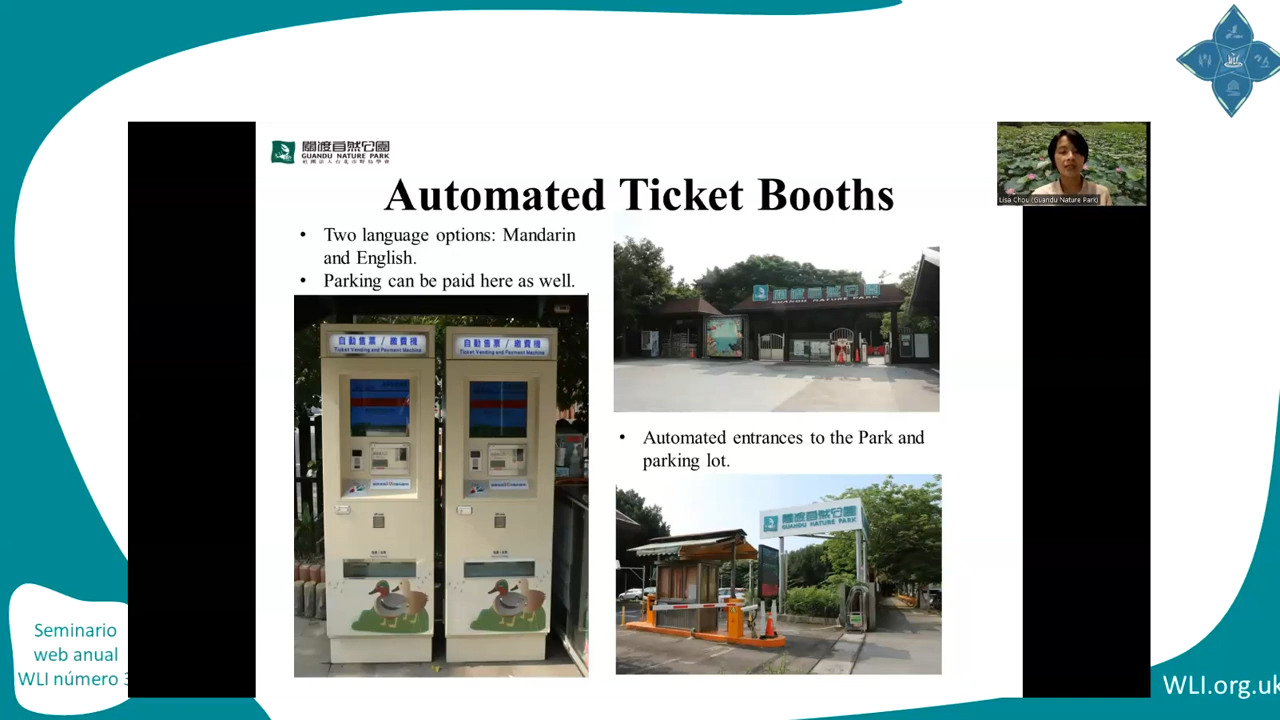 關渡自然公園
GUANDU NATURE PARK
Automated Ticket Booths
Lisa Chou (Guandu Nature Park)
• Two language options: Mandarin
and English.
• Parking can be paid here as well.
自動售票 / 繳費機
Ticket Vending and Payment Machine
自動售票 / 繳費機
Ticket Vending and Payment Machine
關渡自然公園
GUANDU NATURE PARK
• Automated entrances to the Park and
parking lot.
關渡自然公園
GUANDU NATURE PARK
Seminario
web anual
WLI número 3
WLI.org.uk